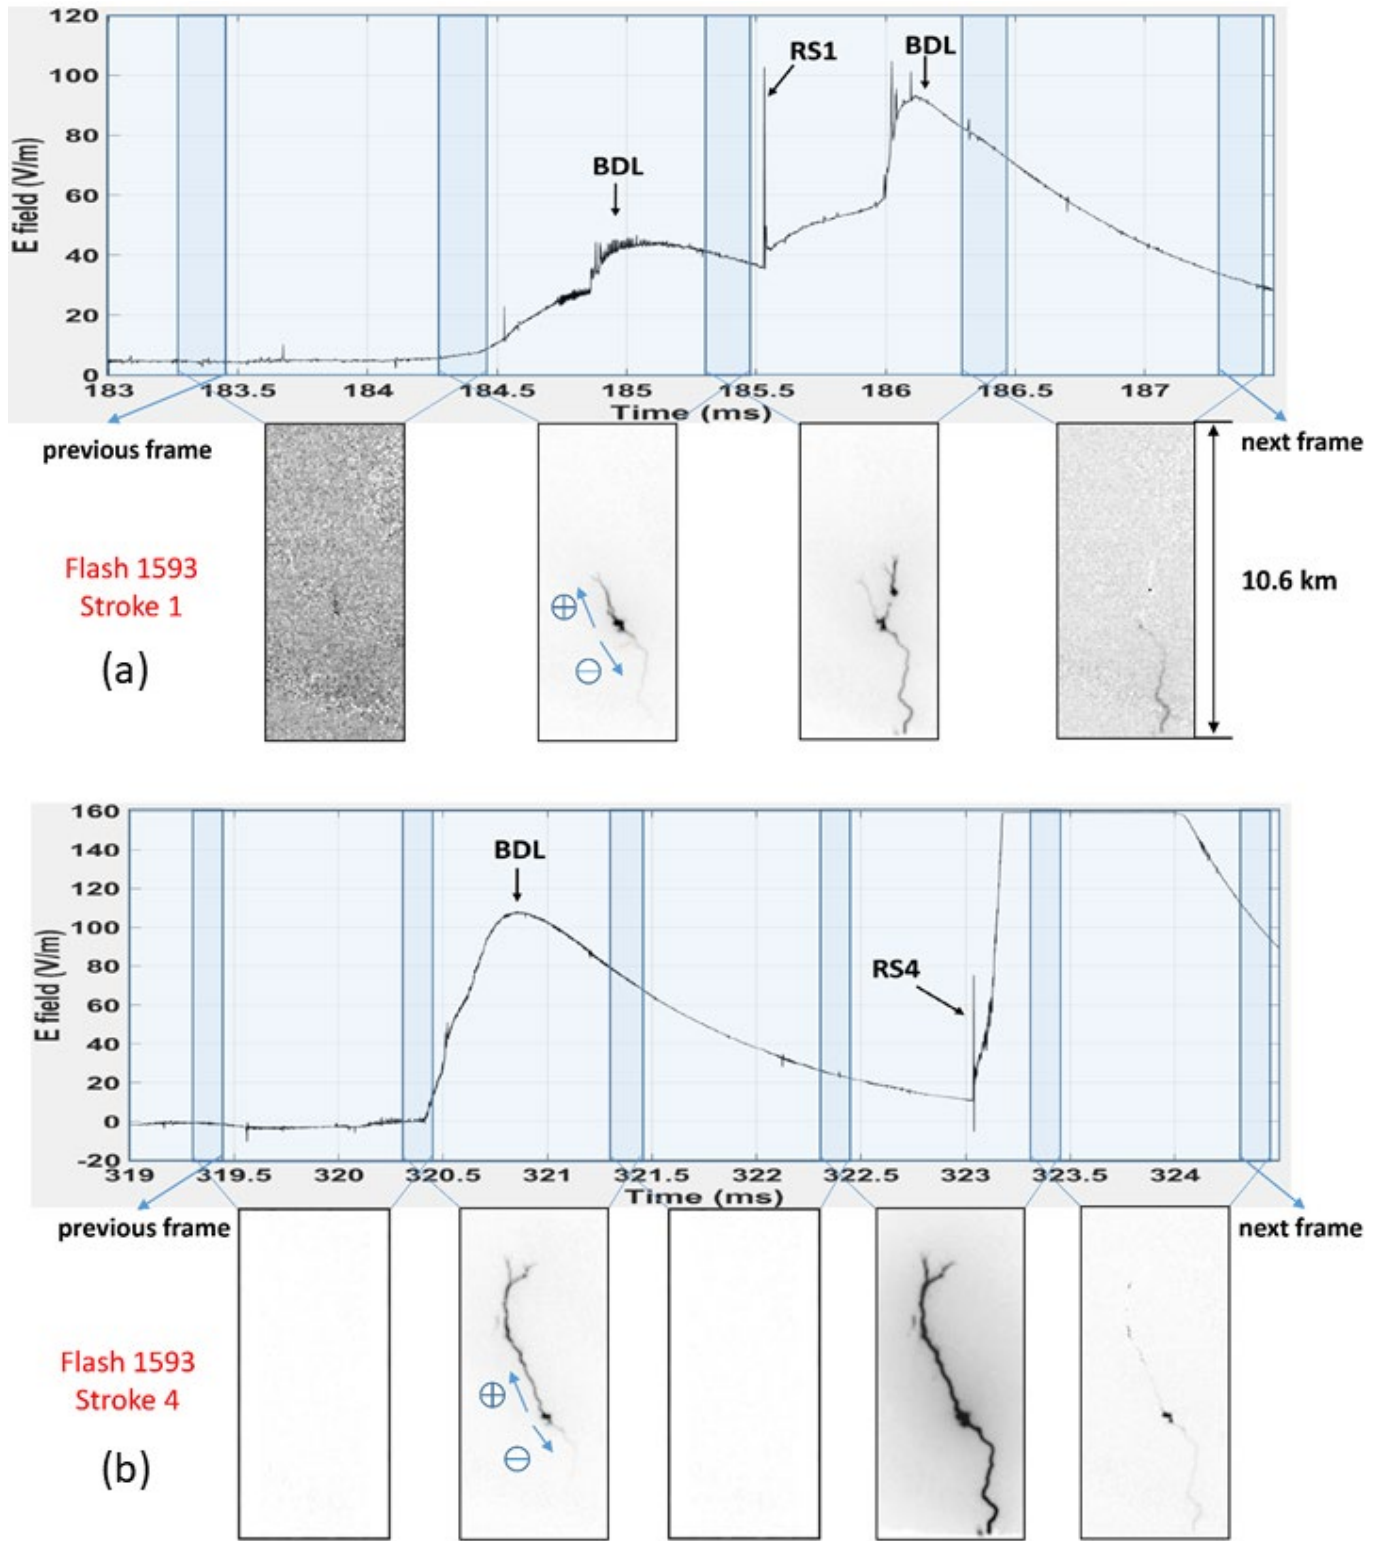 120
100
80
60
40
20
0
E field (V/m)
BDL
RS1
BDL
183
183.5
184
184.5
185
185.5
186
186.5
187
Time (ms)
previous frame
next frame
Flash 1593
Stroke 1
(a)
10.6 km
160
140
120
100
80
60
40
20
0
-20
E field (V/m)
BDL
RS4
319
319.5
320
320.5
321
321.5
322
322.5
323
323.5
324
Time (ms)
previous frame
next frame
Flash 1593
Stroke 4
(b)